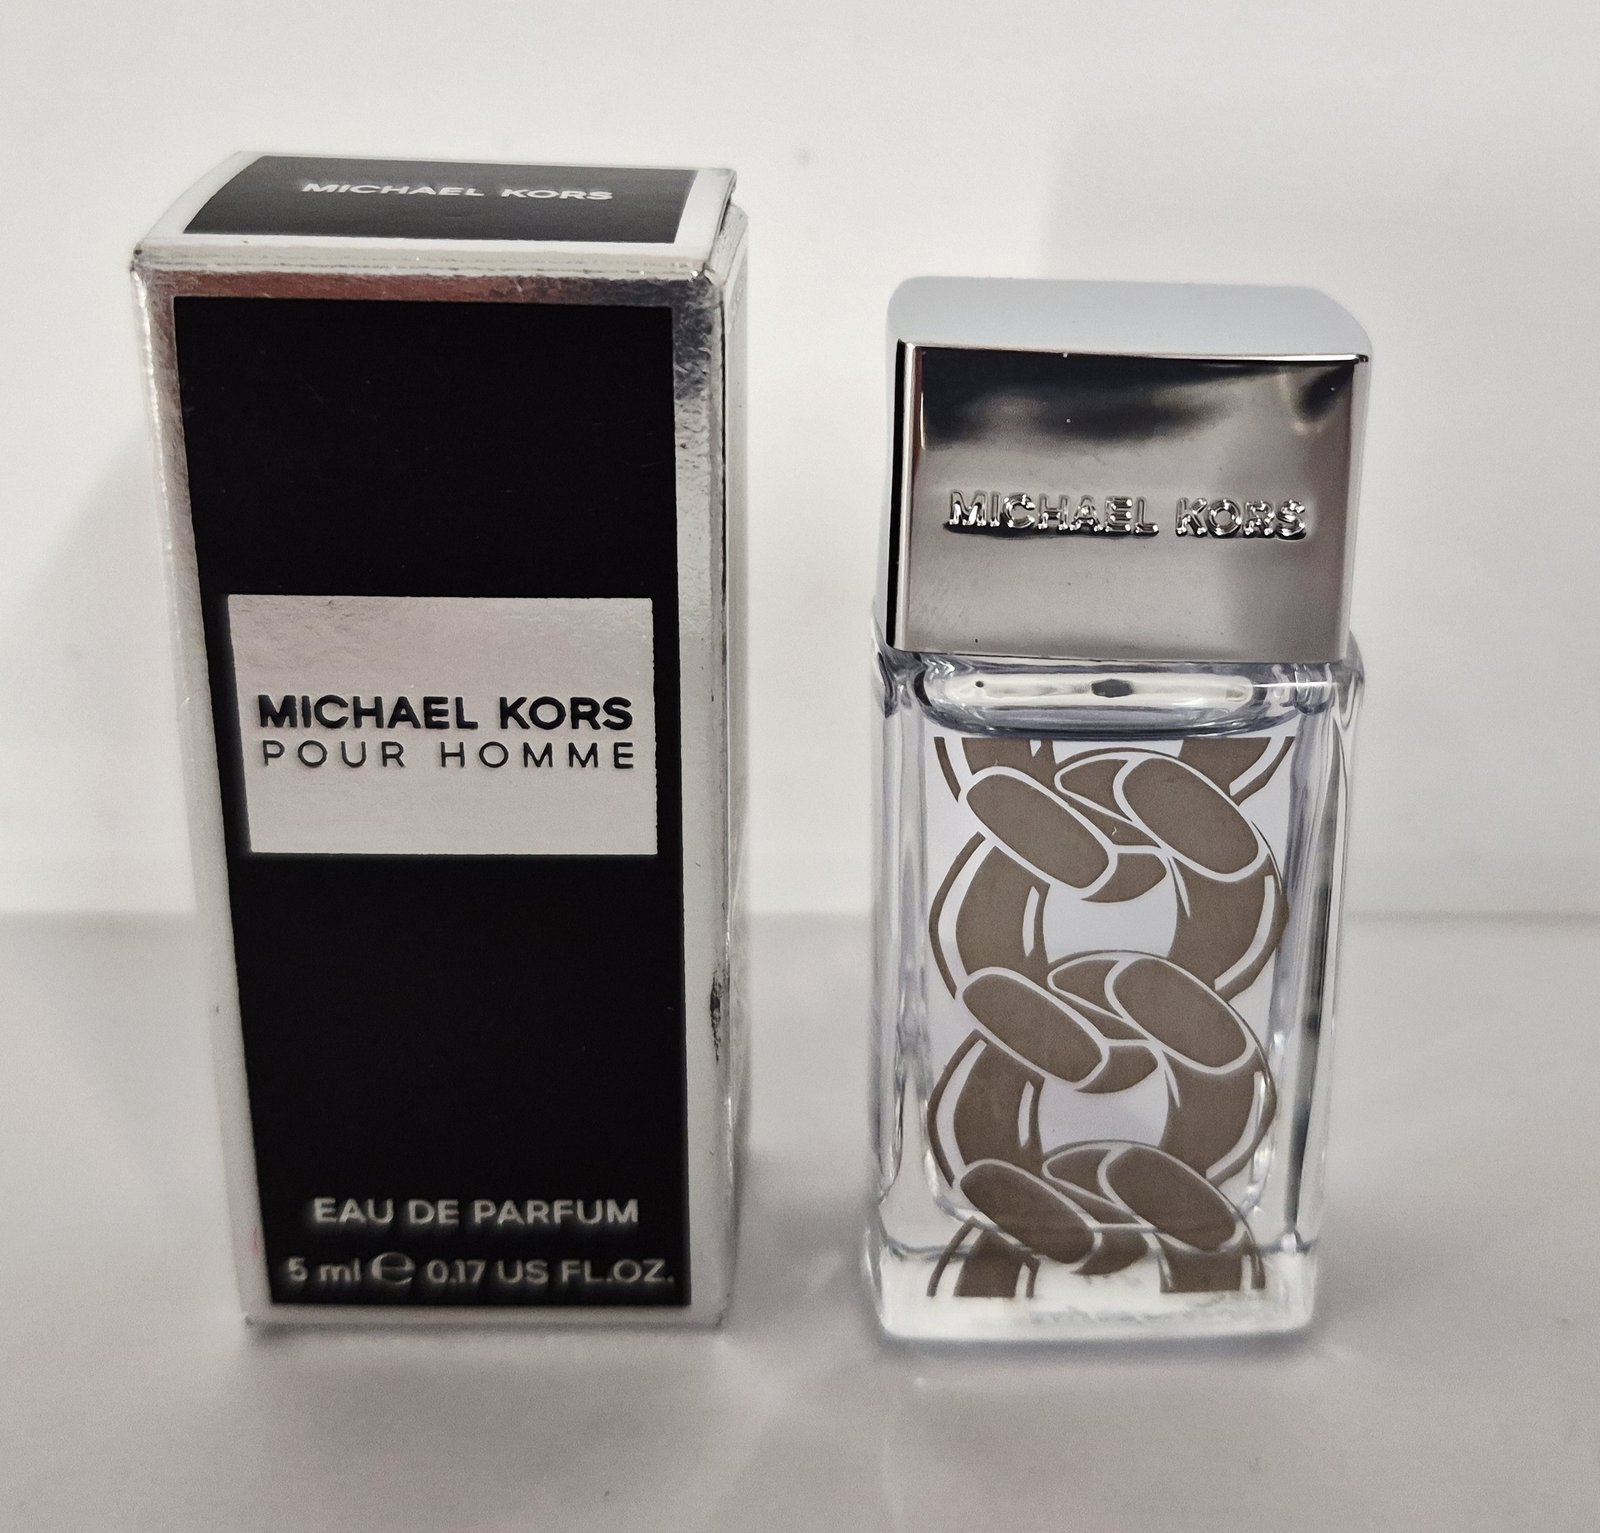 MICHAEL KORS
MICHAEL KORS
POUR HOMME
EAU DE PARFUM
5 ml ℮ 0.17 US FL.OZ.
MICHAEL KORS